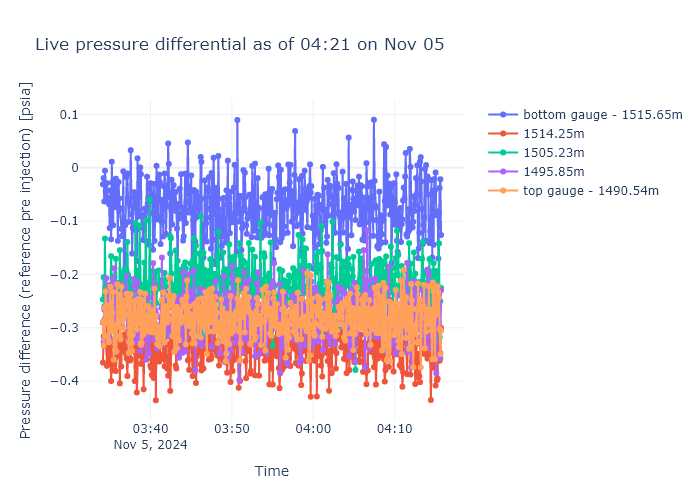 Live pressure differential as of 04:21 on Nov 05
Pressure difference (reference pre injection) [psia]
0.1
0
−0.1
−0.2
−0.3
−0.4
03:40
Nov 5, 2024
03:50
04:00
04:10
Time
bottom gauge - 1515.65m
1514.25m
1505.23m
1495.85m
top gauge - 1490.54m